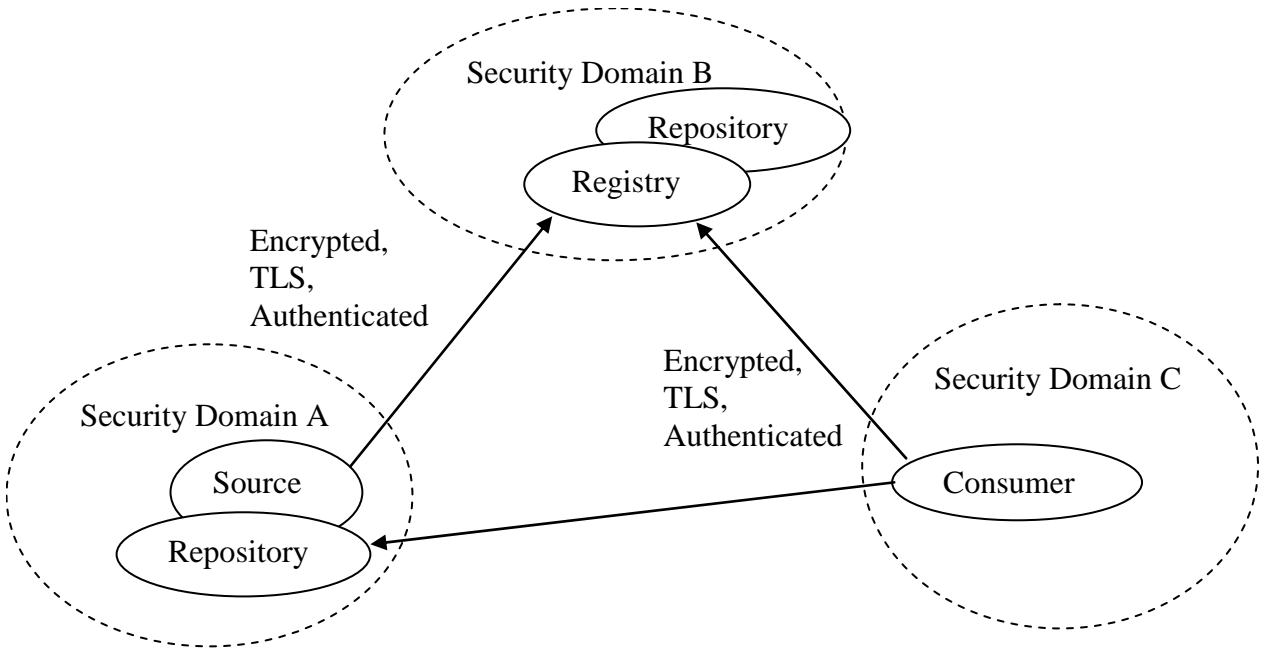 Security Domain B
Repository
Registry
Encrypted,
TLS,
Authenticated
Encrypted,
TLS,
Authenticated
Security Domain C
Security Domain A
Source
Consumer
Repository